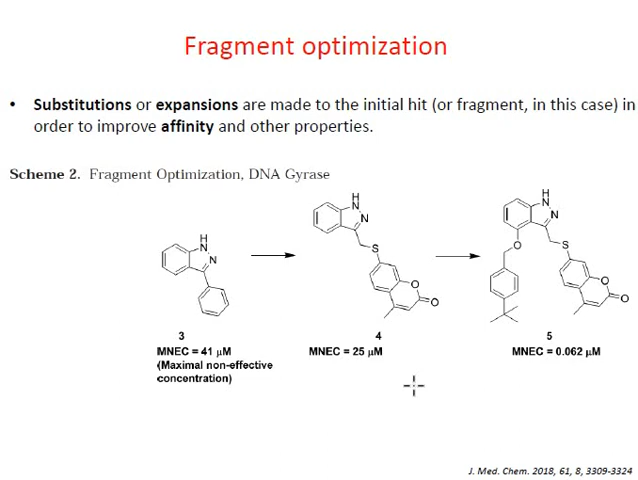 Fragment optimization
• Substitutions or expansions are made to the initial hit (or fragment, in this case) in
order to improve affinity and other properties.
Scheme 2. Fragment Optimization, DNA Gyrase
H
N
N
H
N
N
S
O
O
H
N
N
O
S
O
O
3
MNEC = 41 µM
(Maximal non-effective
concentration)
4
MNEC = 25 µM
5
MNEC = 0.062 µM
J. Med. Chem. 2018, 61, 8, 3309-3324